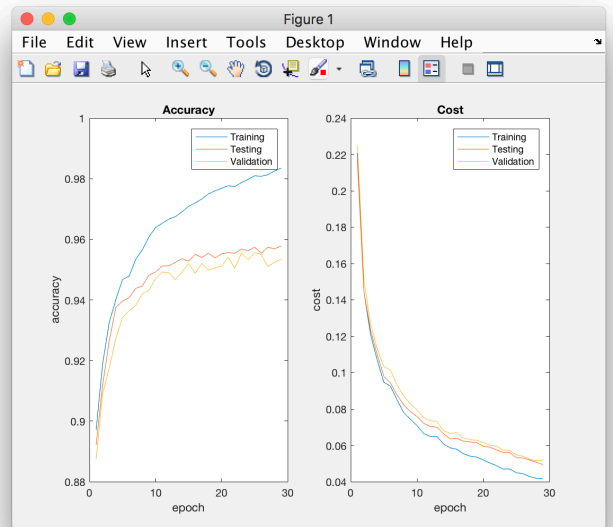 Figure 1
File Edit View Insert Tools Desktop Window Help
Accuracy
1
0.98
0.96
0.94
0.92
0.9
0.88
accuracy
0 10 20 30
epoch
Training
Testing
Validation
Cost
0.24
0.22
0.2
0.18
0.16
0.14
0.12
0.1
0.08
0.06
0.04
cost
0 10 20 30
epoch
Training
Testing
Validation